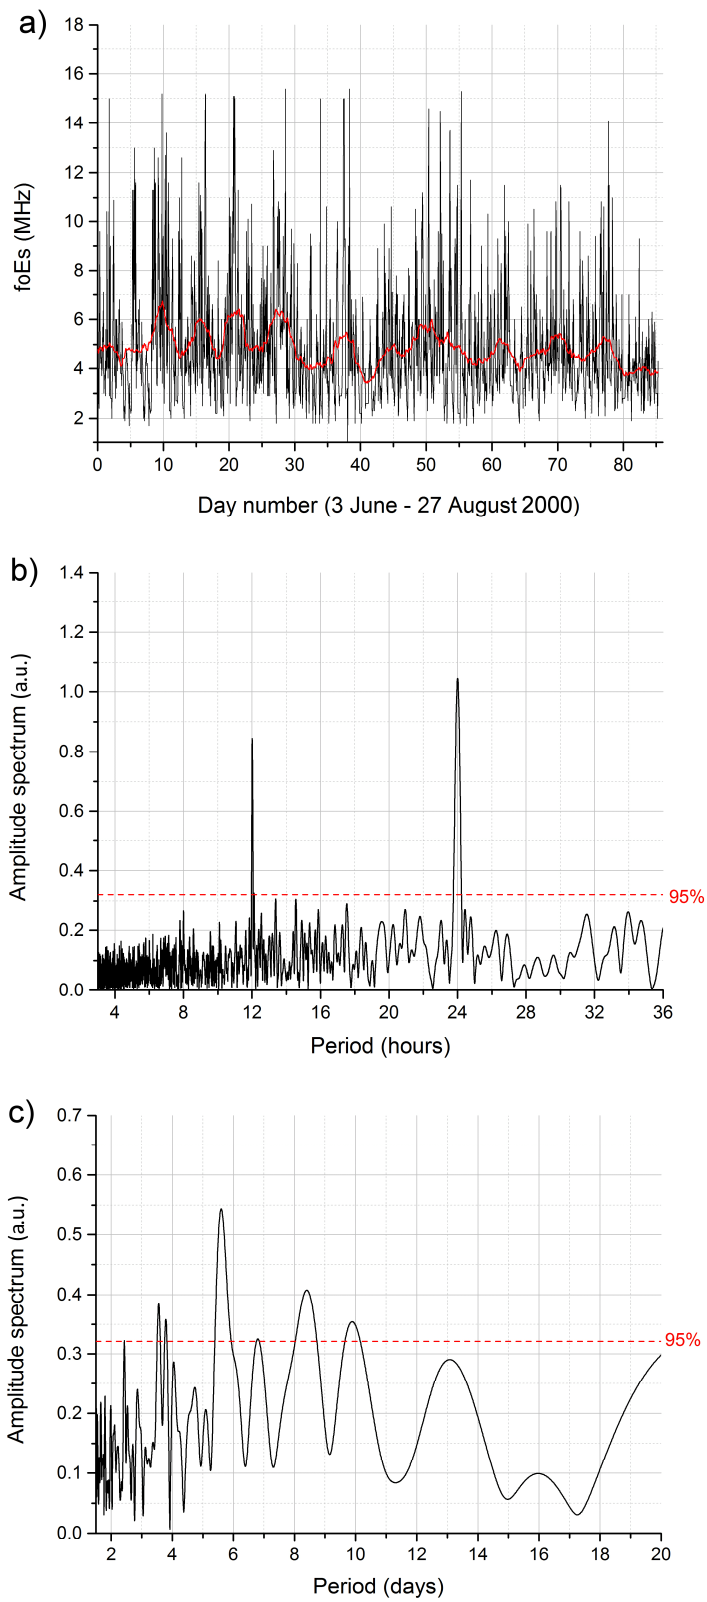 a)
18
16
14
12
10
8
6
4
2
foEs (MHz)
0 10 20 30 40 50 60 70 80
Day number (3 June - 27 August 2000)
b)
1.4
1.2
1.0
0.8
0.6
0.4
0.2
0.0
Amplitude spectrum (a.u.)
95%
4 8 12 16 20 24 28 32 36
Period (hours)
c)
0.7
0.6
0.5
0.4
0.3
0.2
0.1
0.0
Amplitude spectrum (a.u.)
95%
2 4 6 8 10 12 14 16 18 20
Period (days)